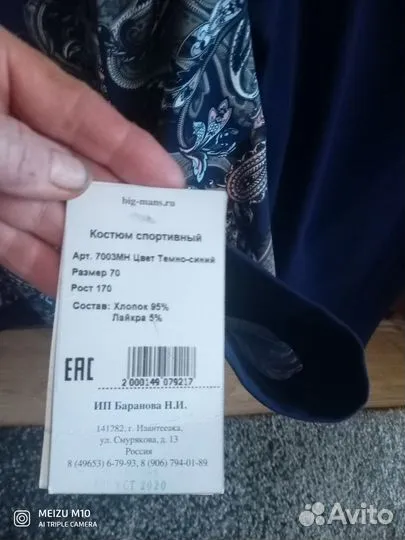 big-mans.ru
Костюм спортивный
Арт. 7003МН Цвет Темно-синий
Размер 70
Рост 170
Состав: Хлопок 95%
Лайкра 5%
ЕАС
2 000149 079217
ИП Баранова Н.И.
141782, г. Ивантеевка,
ул. Смурякова, д. 13
Россия
8 (49653) 6-79-93, 8 (906) 794-01-89
2020
MEIZU M10
AI TRIPLE CAMERA
Avito